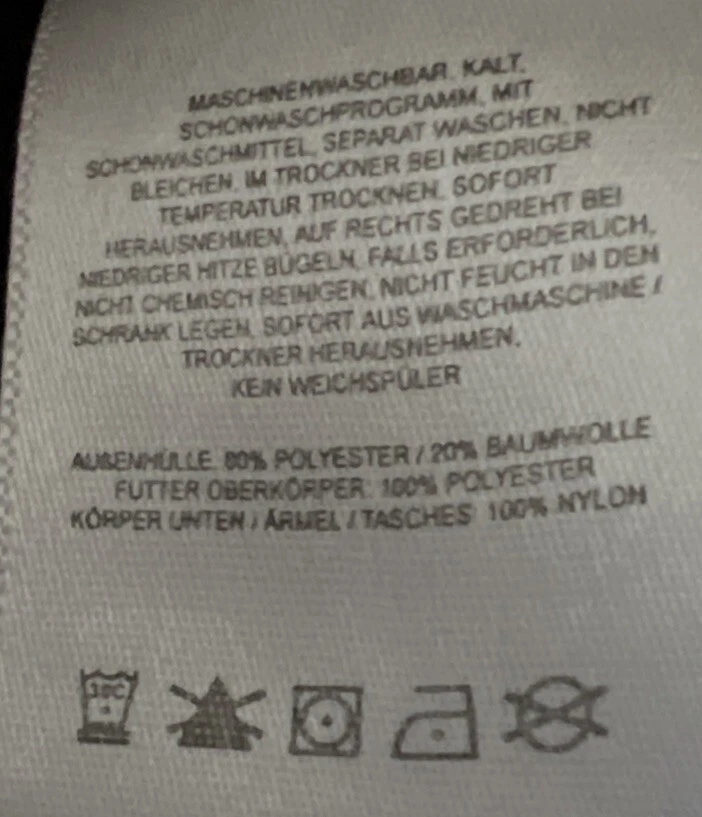 MASCHINENWASCHBAR, KALT,
SCHONWASCHPROGRAMM, MIT
SCHONWASCHMITTEL, SEPARAT WASCHEN, NICHT
BLEICHEN, IM TROCKNER BEI NIEDRIGER
TEMPERATUR TROCKNEN, SOFORT
HERAUSNEHMEN, AUF RECHTS GEDREHT BEI
NIEDRIGER HITZE BÜGELN, FALLS ERFORDERLICH,
NICHT CHEMISCH REINIGEN, NICHT FEUCHT IN DEN
SCHRANK LEGEN, SOFORT AUS WASCHMASCHINE /
TROCKNER HERAUSNEHMEN.
KEIN WEICHSPÜLER
AUßENHÜLLE: 80% POLYESTER / 20% BAUMWOLLE
FUTTER OBERKÖRPER: 100% POLYESTER
KÖRPER UNTEN / ÄRMEL / TASCHES: 100% NYLON
30C